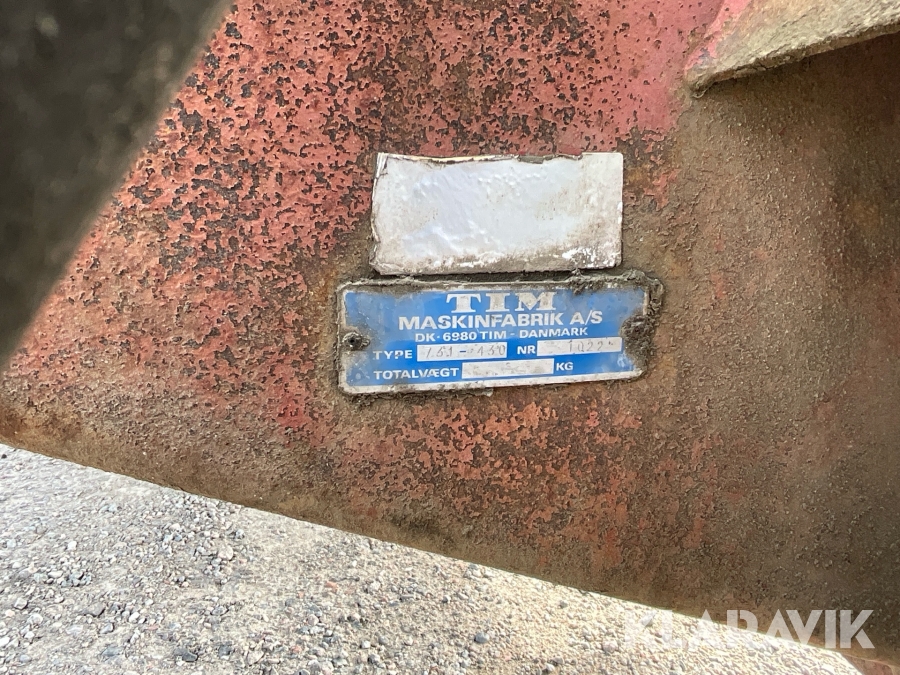 TIM
MASKINFABRIK A/S
DK-6980 TIM - DANMARK
TYPE NR
TOTALVÆGT KG
KLARAVIK